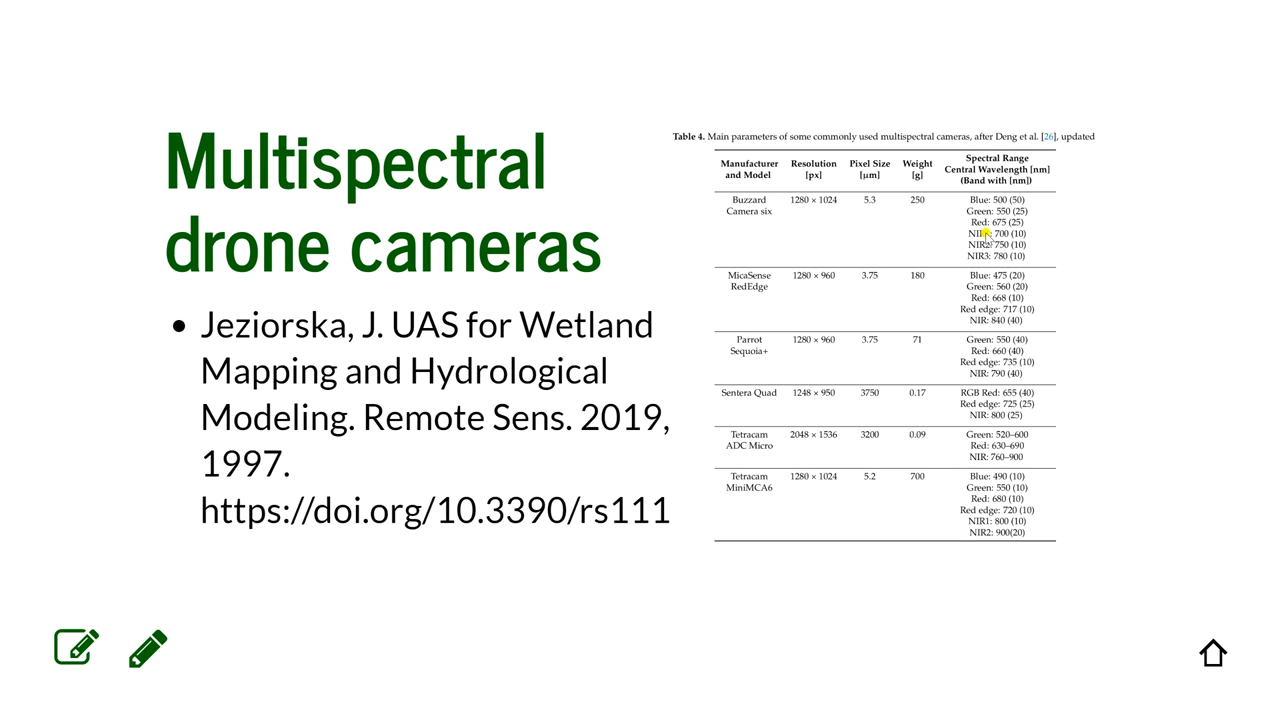 Multispectral
drone cameras
• Jeziorska, J. UAS for Wetland
Mapping and Hydrological
Modeling. Remote Sens. 2019,
1997.
https://doi.org/10.3390/rs111
Table 4. Main parameters of some commonly used multispectral cameras, after Deng et al. [26], updated
Manufacturer and Model Resolution [px] Pixel Size [µm] Weight [g] Spectral Range Central Wavelength [nm] (Band with [nm])
Buzzard Camera six 1280 × 1024 5.3 250 Blue: 500 (50)
Green: 550 (25)
Red: 675 (25)
700 (10)
750 (10)
NIR3: 780 (10)
MicaSense RedEdge 1280 × 960 3.75 180 Blue: 475 (20)
Green: 560 (20)
Red: 668 (10)
Red edge: 717 (10)
NIR: 840 (40)
Parrot Sequoia+ 1280 × 960 3.75 71 Green: 550 (40)
Red: 660 (40)
Red edge: 735 (10)
NIR: 790 (40)
Sentera Quad 1248 × 950 3750 0.17 RGB Red: 655 (40)
Red edge: 725 (25)
NIR: 800 (25)
Tetracam ADC Micro 2048 × 1536 3200 0.09 Green: 520–600
Red: 630–690
NIR: 760–900
Tetracam MiniMCA6 1280 × 1024 5.2 700 Blue: 490 (10)
Green: 550 (10)
Red: 680 (10)
Red edge: 720 (10)
NIR1: 800 (10)
NIR2: 900(20)